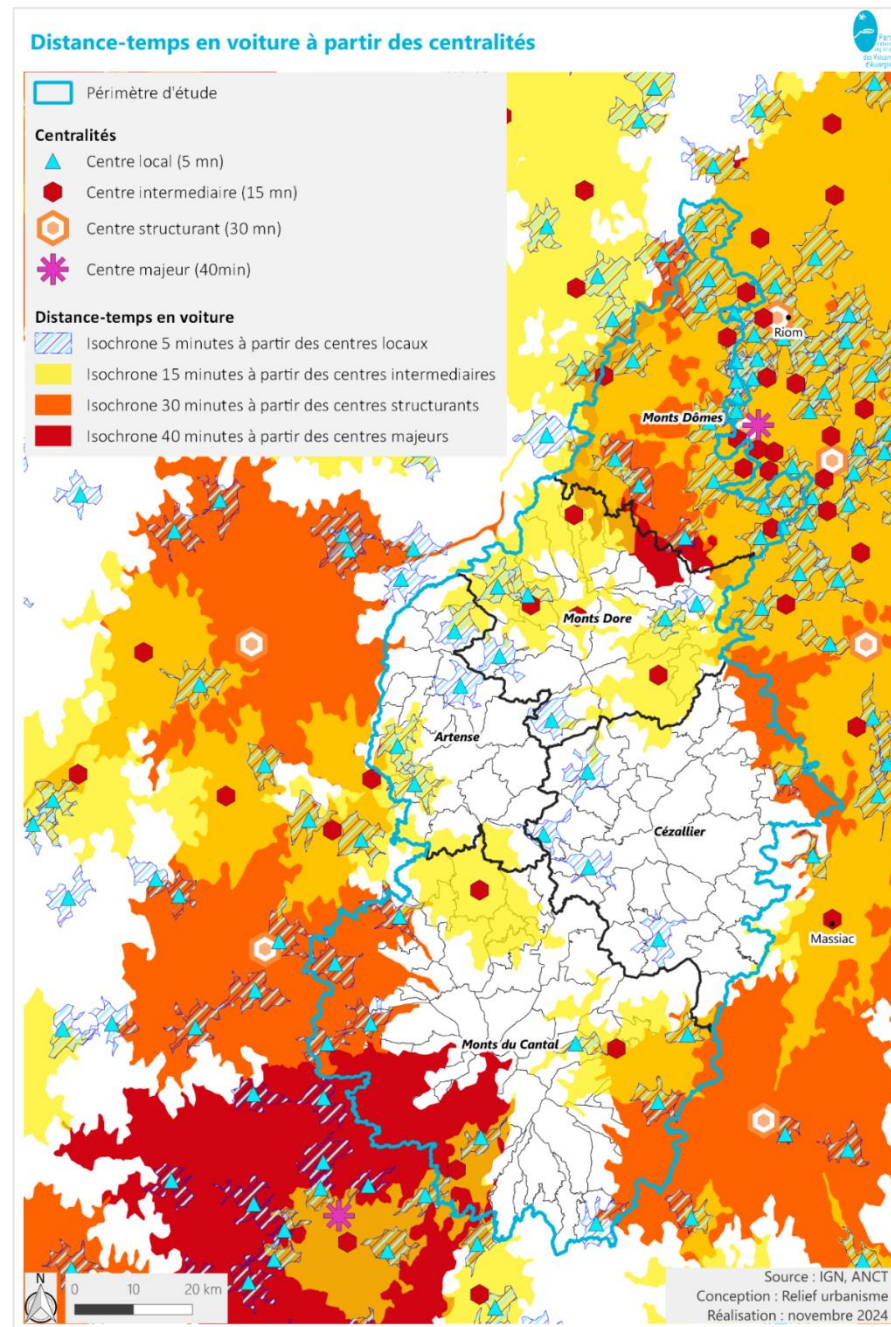 Distance-temps en voiture à partir des centralités
Parc
des Volcans
d'Auvergne
Périmètre d'étude
Centralités
Centre local (5 mn)
Centre intermediaire (15 mn)
Centre structurant (30 mn)
Centre majeur (40min)
Distance-temps en voiture
Isochrone 5 minutes à partir des centres locaux
Isochrone 15 minutes à partir des centres intermediaires
Isochrone 30 minutes à partir des centres structurants
Isochrone 40 minutes à partir des centres majeurs
Riom
Monts Dômes
Monts Dore
Artense
Cézallier
Massiac
Monts du Cantal
N
0 10 20 km
Source : IGN, ANCT
Conception : Relief urbanisme
Réalisation : novembre 2024